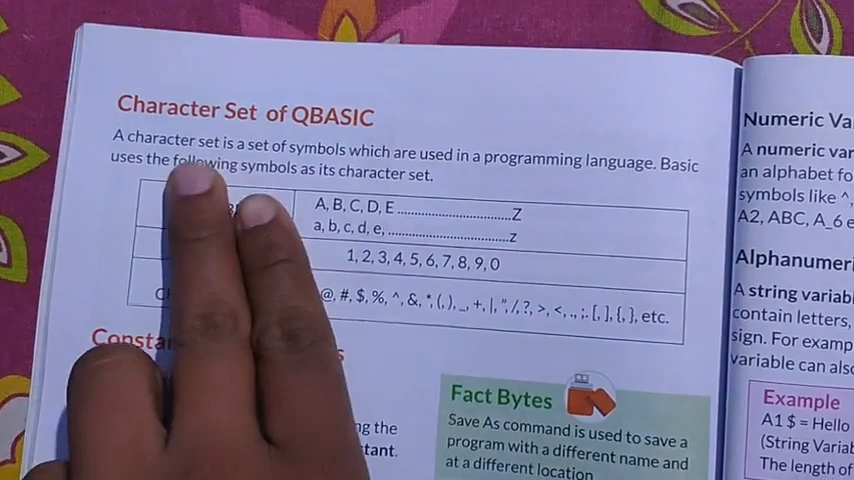 Character Set of QBASIC
A character set is a set of symbols which are used in a programming language. Basic
uses the following symbols as its character set.
A, B, C, D, E..............................Z
a, b, c, d, e, ................................z
1, 2, 3, 4, 5, 6, 7, 8, 9, 0
@, #, $, %, ^, &, *, (, ), _, +, |, ”, /, ?, >, <, ., ;, :, [, ], {, }, etc.
Fact Bytes
Save As command is used to save a
program with a different name and
at a different location
ng the
tant.
Numeric Va
A numeric var
an alphabet fo
symbols like ^,
A2, ABC, A_6 e
Alphanumer
A string variab
contain letters,
sign. For examp
variable can als
Example
A1 $ = Hello
(String Variab
The length of